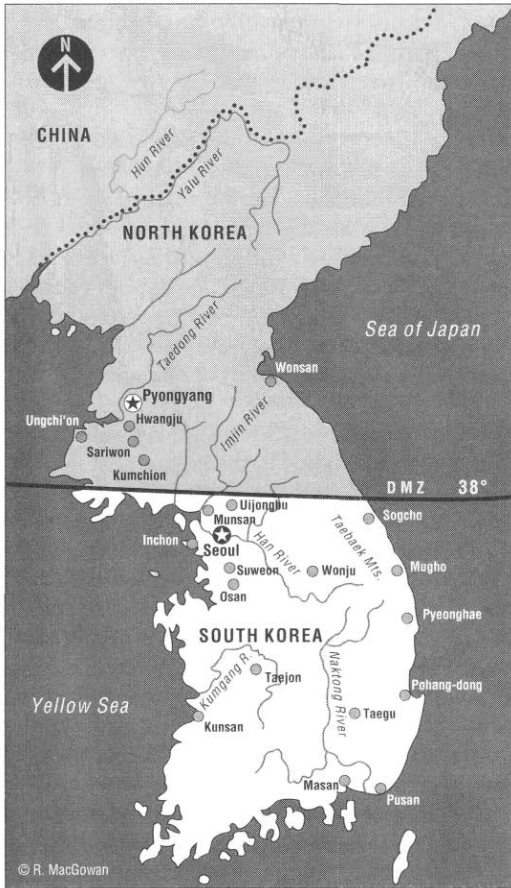 N
CHINA
Hun River
Yalu River
NORTH KOREA
Taedong River
Sea of Japan
Wonsan
Pyongyang
Ungchi'on
Hwangju
Imjin River
Sariwon
Kumchion
DMZ 38°
Uijongbu
Munsan
Sogcho
Inchon
Seoul
Han River
Taebaek Mts.
Suweon
Wonju
Mugho
Osan
Pyeonghae
SOUTH KOREA
Kumgang R.
Taejon
Naktong River
Pohang-dong
Yellow Sea
Kunsan
Taegu
Masan
Pusan
© R. MacGowan